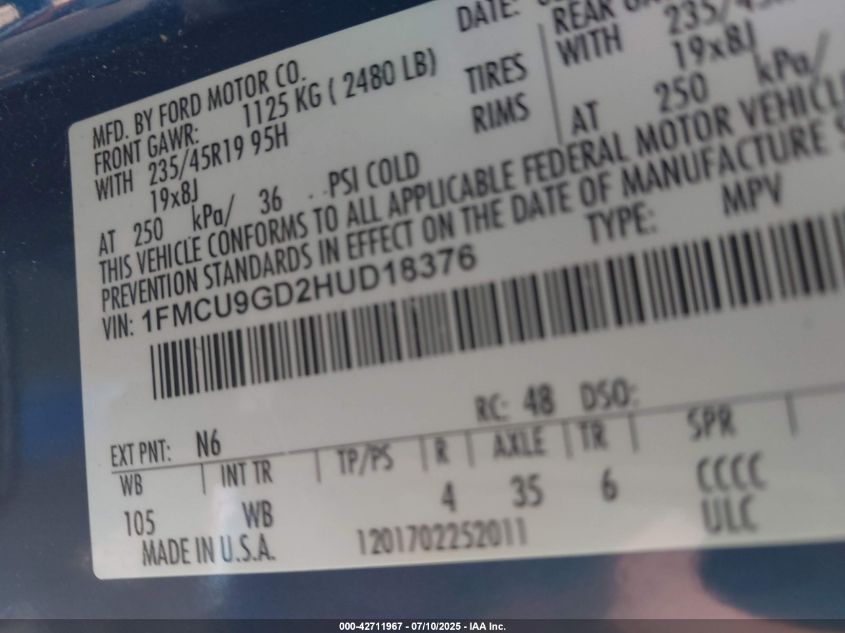 DATE:
MFD. BY FORD MOTOR CO.
FRONT GAWR: 1125 KG ( 2480 LB)
WITH 235/45R19 95H TIRES
19x8J RIMS
AT 250 kPa/ 36 PSI COLD
REAR
WITH 235/45R
19x8J
AT 250 kPa/
THIS VEHICLE CONFORMS TO ALL APPLICABLE FEDERAL MOTOR VEHICLE
PREVENTION STANDARDS IN EFFECT ON THE DATE OF MANUFACTURE
VIN: 1FMCU9GD2HUD18376
TYPE: MPV
EXT PNT: N6 RC: 48 DSO:
WB INT TR TP/PS R AXLE TR SPR
105 WB 4 35 6 CCCC
MADE IN U.S.A. 1201702252011 ULC
000-42711967 - 07/10/2025 - IAA Inc.